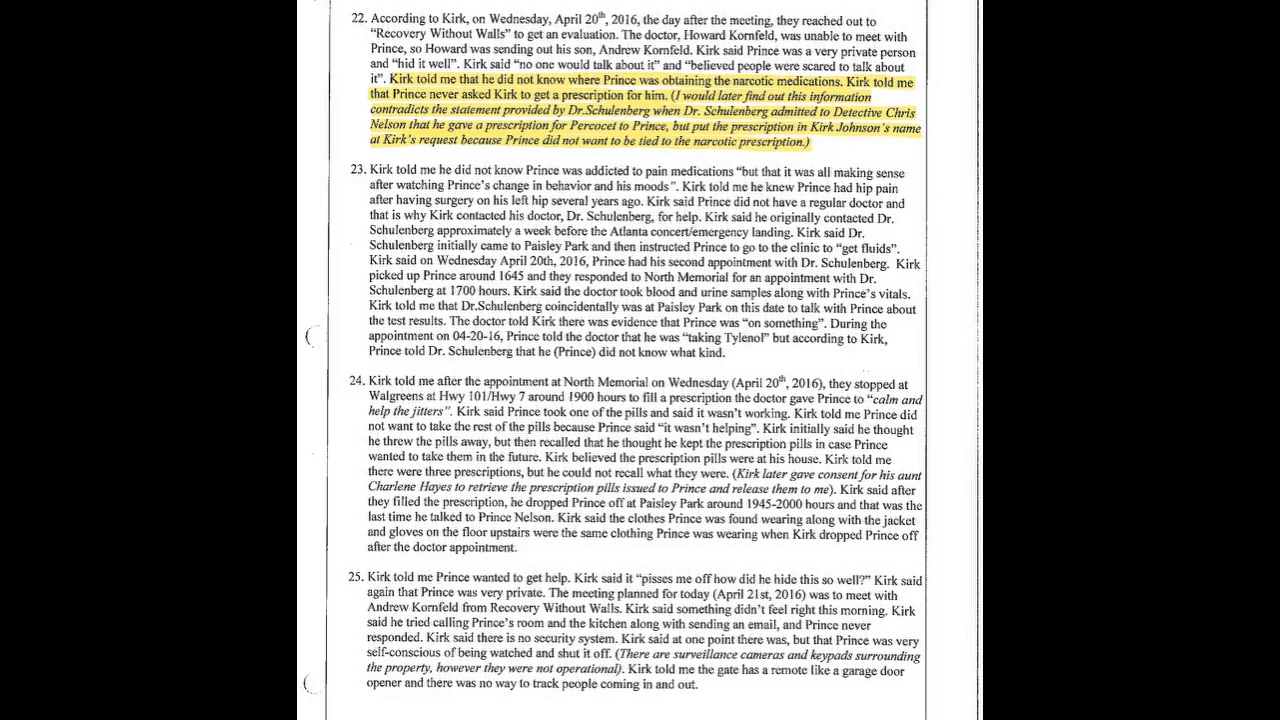 22. According to Kirk, on Wednesday, April 20th, 2016, the day after the meeting, they reached out to
“Recovery Without Walls” to get an evaluation. The doctor, Howard Kornfeld, was unable to meet with
Prince, so Howard was sending out his son, Andrew Kornfeld. Kirk said Prince was a very private person
and “hid it well”. Kirk said “no one would talk about it” and “believed people were scared to talk about
it”. Kirk told me that he did not know where Prince was obtaining the narcotic medications. Kirk told me
that Prince never asked Kirk to get a prescription for him. (I would later find out this information
contradicts the statement provided by Dr.Schulenberg when Dr. Schulenberg admitted to Detective Chris
Nelson that he gave a prescription for Percocet to Prince, but put the prescription in Kirk Johnson’s name
at Kirk’s request because Prince did not want to be tied to the narcotic prescription.)
23. Kirk told me he did not know Prince was addicted to pain medications “but that it was all making sense
after watching Prince’s change in behavior and his moods”. Kirk told me he knew Prince had hip pain
after having surgery on his left hip several years ago. Kirk said Prince did not have a regular doctor and
that is why Kirk contacted his doctor, Dr. Schulenberg, for help. Kirk said he originally contacted Dr.
Schulenberg approximately a week before the Atlanta concert/emergency landing. Kirk said Dr.
Schulenberg initially came to Paisley Park and then instructed Prince to go to the clinic to “get fluids”.
Kirk said on Wednesday April 20th, 2016, Prince had his second appointment with Dr. Schulenberg. Kirk
picked up Prince around 1645 and they responded to North Memorial for an appointment with Dr.
Schulenberg at 1700 hours. Kirk said the doctor took blood and urine samples along with Prince’s vitals.
Kirk told me that Dr.Schulenberg coincidentally was at Paisley Park on this date to talk with Prince about
the test results. The doctor told Kirk there was evidence that Prince was “on something”. During the
appointment on 04-20-16, Prince told the doctor that he was “taking Tylenol” but according to Kirk,
Prince told Dr. Schulenberg that he (Prince) did not know what kind.
24. Kirk told me after the appointment at North Memorial on Wednesday (April 20th, 2016), they stopped at
Walgreens at Hwy 101/Hwy 7 around 1900 hours to fill a prescription the doctor gave Prince to “calm and
help the jitters”. Kirk said Prince took one of the pills and said it wasn’t working. Kirk told me Prince did
not want to take the rest of the pills because Prince said “it wasn’t helping”. Kirk initially said he thought
he threw the pills away, but then recalled that he thought he kept the prescription pills in case Prince
wanted to take them in the future. Kirk believed the prescription pills were at his house. Kirk told me
there were three prescriptions, but he could not recall what they were. (Kirk later gave consent for his aunt
Charlene Hayes to retrieve the prescription pills issued to Prince and release them to me). Kirk said after
they filled the prescription, he dropped Prince off at Paisley Park around 1945-2000 hours and that was the
last time he talked to Prince Nelson. Kirk said the clothes Prince was found wearing along with the jacket
and gloves on the floor upstairs were the same clothing Prince was wearing when Kirk dropped Prince off
after the doctor appointment.
25. Kirk told me Prince wanted to get help. Kirk said it “pisses me off how did he hide this so well?” Kirk said
again that Prince was very private. The meeting planned for today (April 21st, 2016) was to meet with
Andrew Kornfeld from Recovery Without Walls. Kirk said something didn’t feel right this morning. Kirk
said he tried calling Prince’s room and the kitchen along with sending an email, and Prince never
responded. Kirk said there is no security system. Kirk said at one point there was, but that Prince was very
self-conscious of being watched and shut it off. (There are surveillance cameras and keypads surrounding
the property, however they were not operational). Kirk told me the gate has a remote like a garage door
opener and there was no way to track people coming in and out.